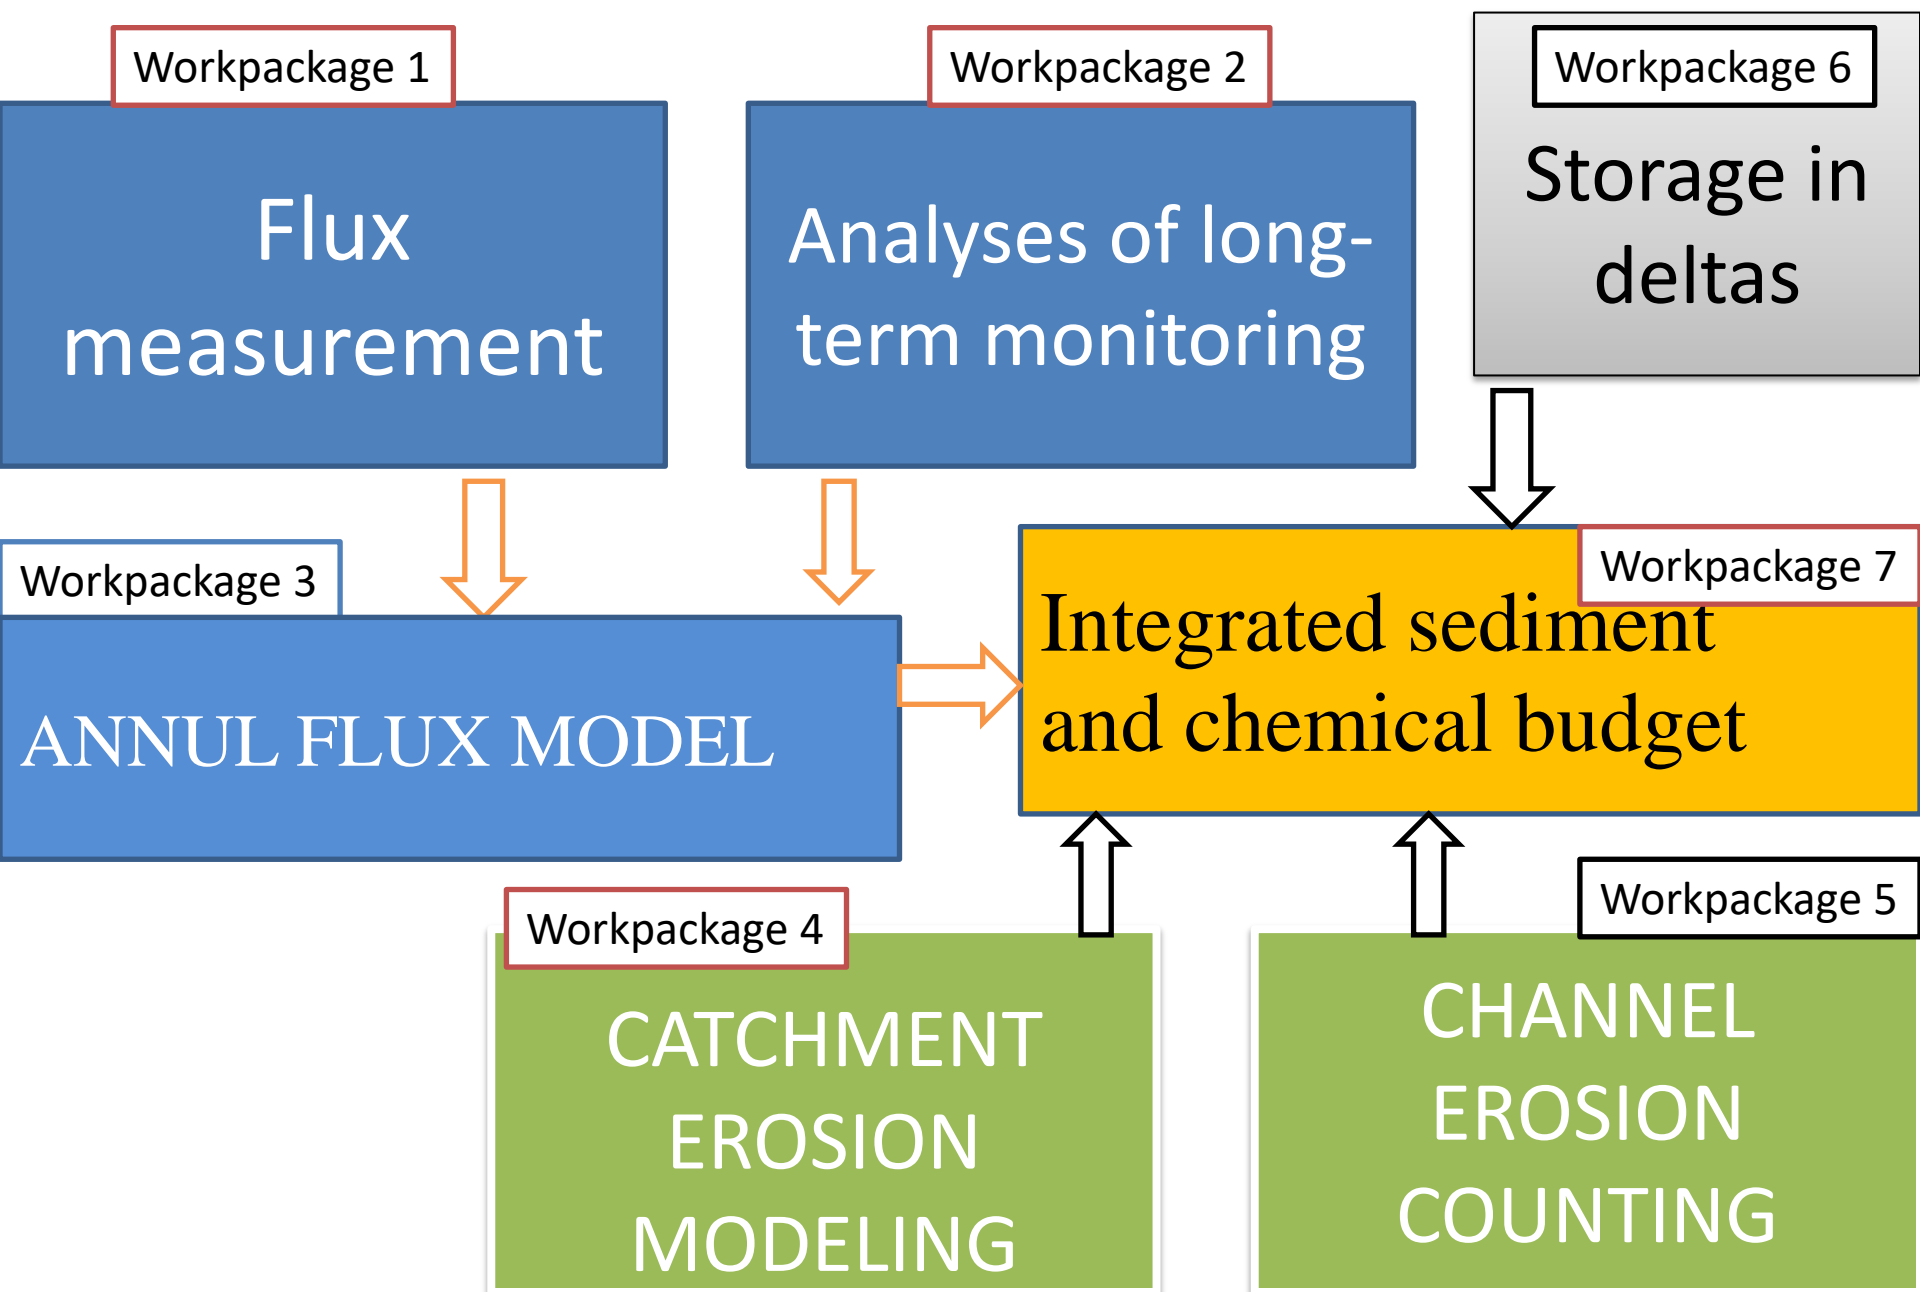 Workpackage 1
Flux
measurement
Workpackage 2
Analyses of long-
term monitoring
Workpackage 6
Storage in
deltas
Workpackage 3
ANNUL FLUX MODEL
Workpackage 7
Integrated sediment
and chemical budget
Workpackage 4
CATCHMENT
EROSION
MODELING
Workpackage 5
CHANNEL
EROSION
COUNTING